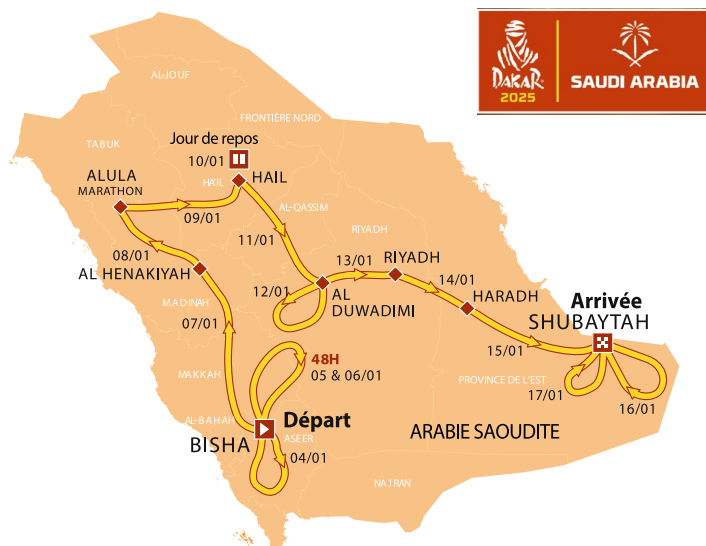 DAKAR
2025
SAUDI ARABIA
AL-JOUF
FRONTIÈRE NORD
TABUK
Jour de repos
10/01
HA'IL
HAIL
ALULA
MARATHON
09/01
AL-QASSIM
11/01
RIYADH
08/01
AL HENAKIYAH
13/01
RIYADH
12/01
AL
DUWADIMI
14/01
HARADH
MADINAH
07/01
Arrivée
SHUBAYTAH
15/01
48H
05 & 06/01
MAKKAH
PROVINCE DE L'EST
17/01
16/01
AL-BAHAH
Départ
BISHA
ASEER
04/01
ARABIE SAOUDITE
NAJRAN